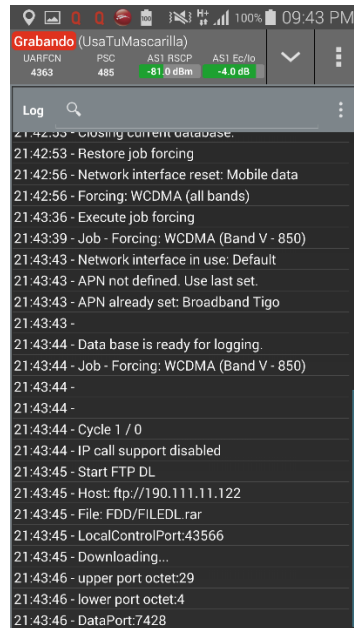 100% 09:43 PM
Grabando (UsaTuMascarilla)
UARFCN PSC AS1 RSCP AS1 Ec/Io
4363 485 -81.0 dBm -4.0 dB
Log
21:42:53 - Closing current database.
21:42:53 - Restore job forcing
21:42:56 - Network interface reset: Mobile data
21:42:56 - Forcing: WCDMA (all bands)
21:43:36 - Execute job forcing
21:43:39 - Job - Forcing: WCDMA (Band V - 850)
21:43:43 - Network interface in use: Default
21:43:43 - APN not defined. Use last set.
21:43:43 - APN already set: Broadband Tigo
21:43:43 -
21:43:44 - Data base is ready for logging.
21:43:44 - Job - Forcing: WCDMA (Band V - 850)
21:43:44 -
21:43:44 -
21:43:44 - Cycle 1 / 0
21:43:44 - IP call support disabled
21:43:45 - Start FTP DL
21:43:45 - Host: ftp://190.111.11.122
21:43:45 - File: FDD/FILEDL.rar
21:43:45 - LocalControlPort:43566
21:43:45 - Downloading...
21:43:46 - upper port octet:29
21:43:46 - lower port octet:4
21:43:46 - DataPort:7428